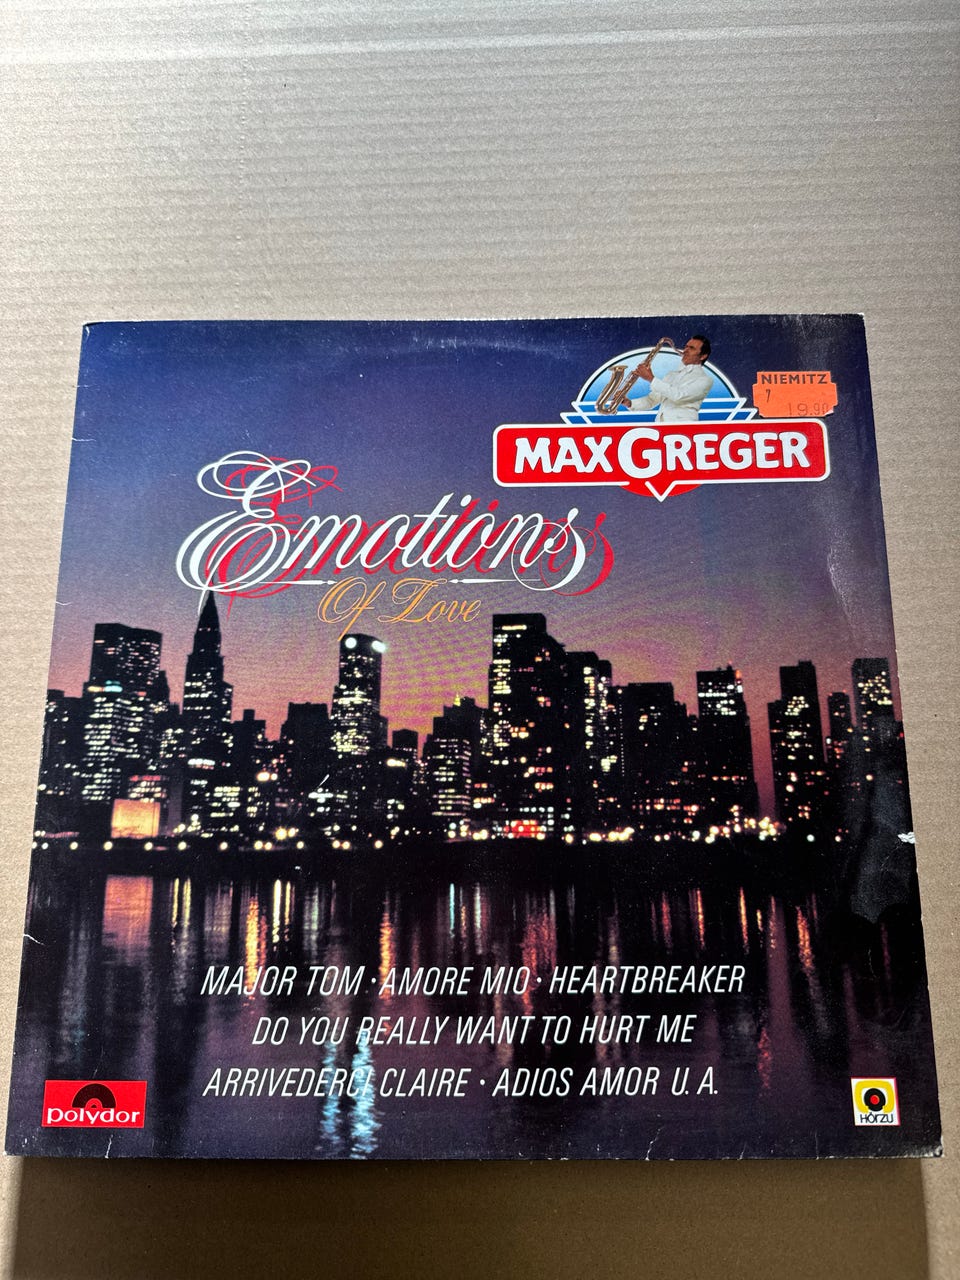 NIEMITZ
7 19.90
MAX GREGER
Emotions
Of Love
MAJOR TOM · AMORE MIO · HEARTBREAKER
DO YOU REALLY WANT TO HURT ME
ARRIVEDERCI CLAIRE · ADIOS AMOR U. A.
polydor
HÖRZU